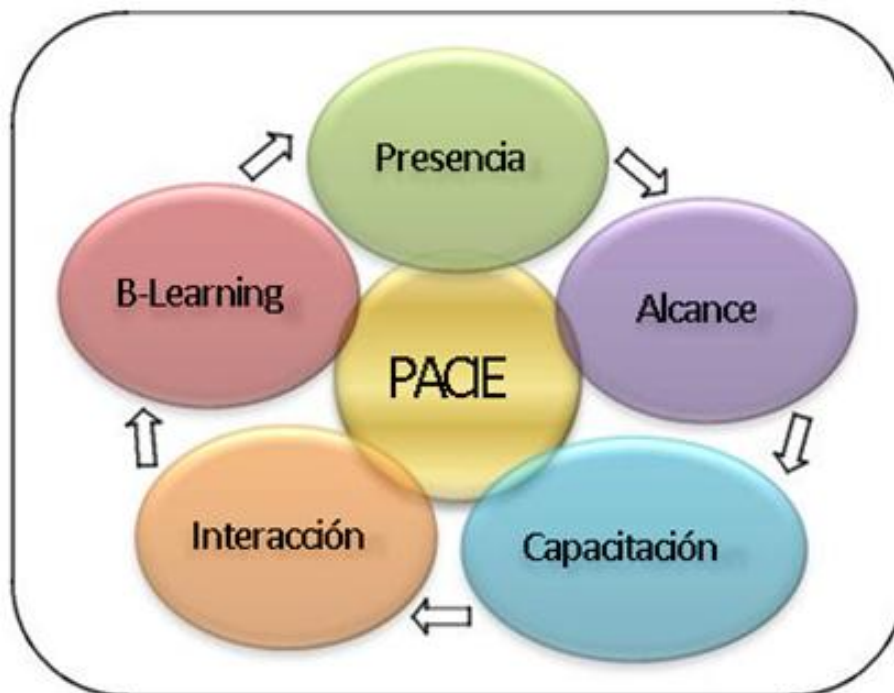 Presencia
Alcance
Capacitación
Interacción
B-Learning
PACIE